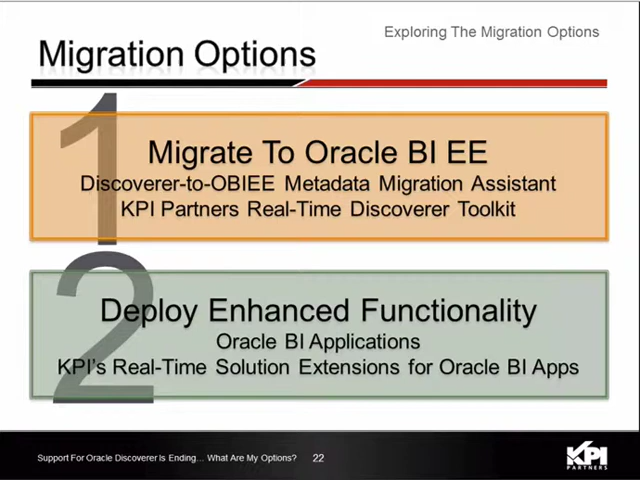 Exploring The Migration Options
Migration Options
1
Migrate To Oracle BI EE
Discoverer-to-OBIEE Metadata Migration Assistant
KPI Partners Real-Time Discoverer Toolkit
2
Deploy Enhanced Functionality
Oracle BI Applications
KPI's Real-Time Solution Extensions for Oracle BI Apps
Support For Oracle Discoverer Is Ending... What Are My Options? 22
KPI
PARTNERS